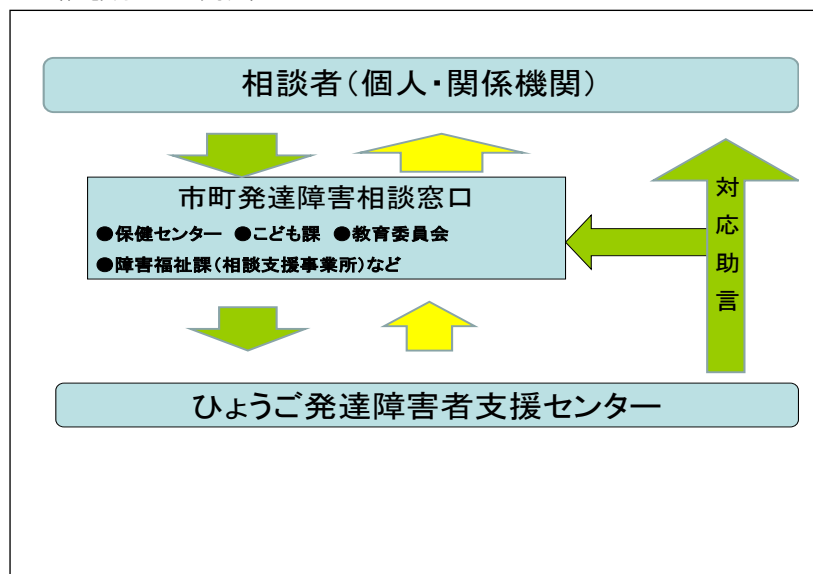 相談者（個人・関係機関）
市町発達障害相談窓口
●保健センター ●こども課 ●教育委員会
●障害福祉課（相談支援事業所）など
対応助言
ひょうご発達障害者支援センター